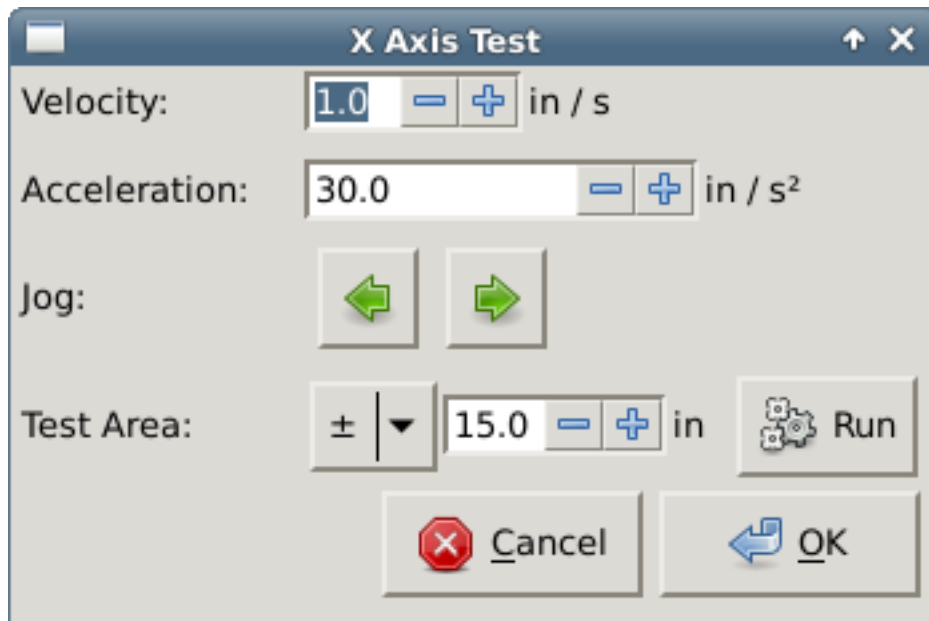 X Axis Test
Velocity: 1.0 in / s
Acceleration: 30.0 in / s²
Jog:
Test Area: ± 15.0 in Run
Cancel OK